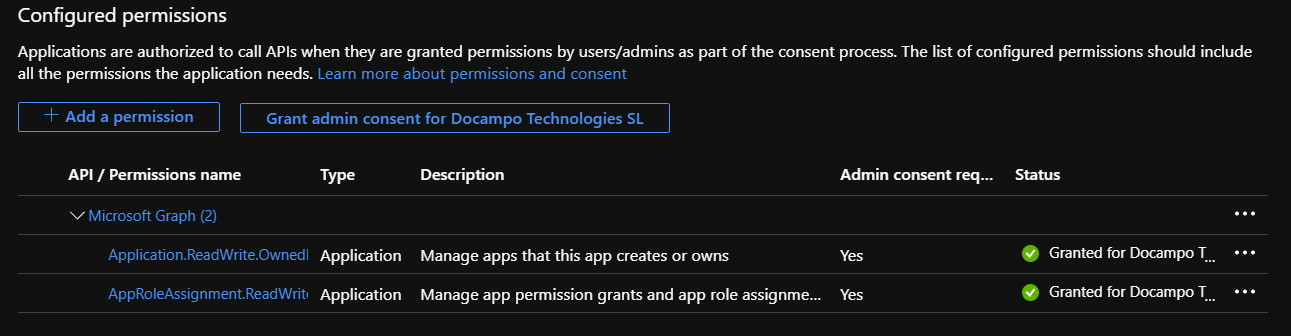 Configured permissions
Applications are authorized to call APIs when they are granted permissions by users/admins as part of the consent process. The list of configured permissions should include
all the permissions the application needs. Learn more about permissions and consent
+ Add a permission
Grant admin consent for Docampo Technologies SL
API / Permissions name Type Description Admin consent req... Status
Microsoft Graph (2) ...
Application.ReadWrite.Owned Application Manage apps that this app creates or owns Yes Granted for Docampo T... ...
AppRoleAssignment.ReadWrite Application Manage app permission grants and app role assignme... Yes Granted for Docampo T... ...